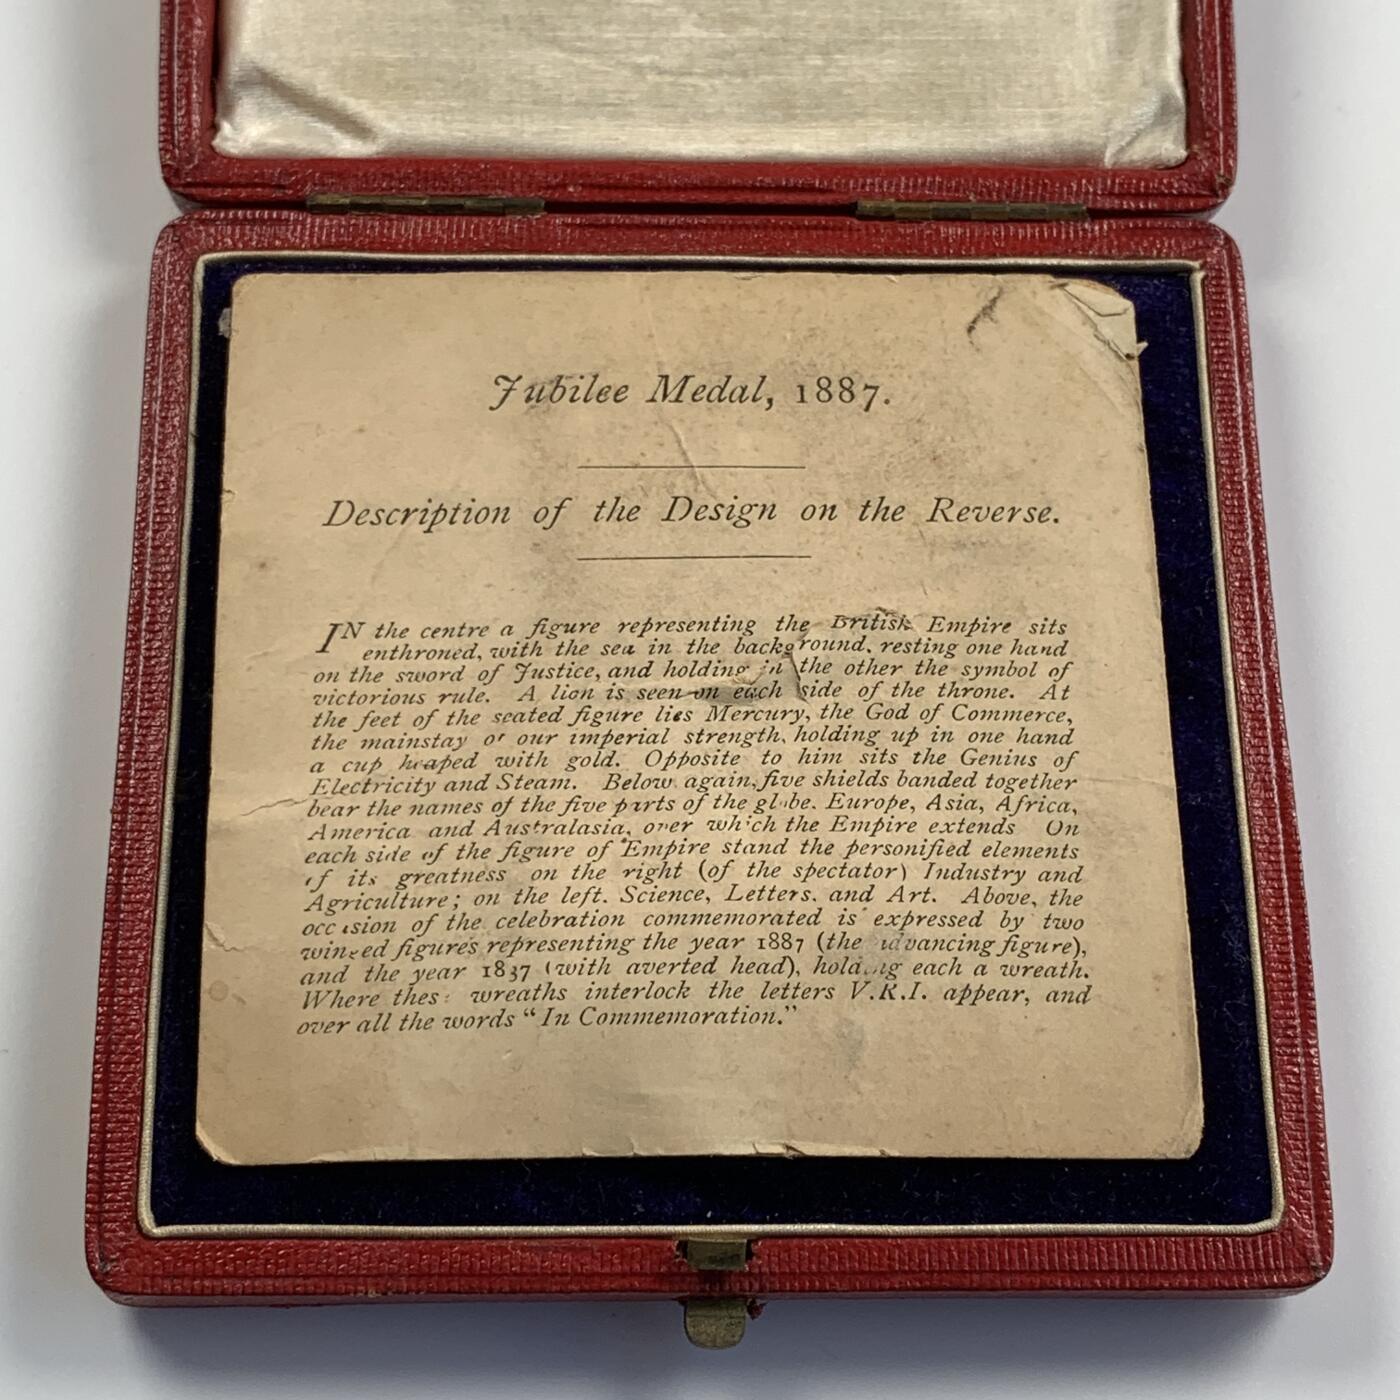 Jubilee Medal, 1887.
Description of the Design on the Reverse.
IN the centre a figure representing the British Empire sits
enthroned, with the sea in the background, resting one hand
on the sword of Justice, and holding in the other the symbol of
victorious rule. A lion is seen on each side of the throne. At
the feet of the seated figure lies Mercury, the God of Commerce,
the mainstay of our imperial strength, holding up in one hand
a cup heaped with gold. Opposite to him sits the Genius of
Electricity and Steam. Below again, five shields banded together
bear the names of the five parts of the globe. Europe, Asia, Africa,
America and Australasia, over which the Empire extends On
each side of the figure of Empire stand the personified elements
of its greatness on the right (of the spectator) Industry and
Agriculture; on the left. Science, Letters. and Art. Above, the
occasion of the celebration commemorated is expressed by two
winged figures representing the year 1887 (the advancing figure),
and the year 1837 (with averted head), holding each a wreath.
Where these wreaths interlock the letters V.R.I. appear, and
over all the words "In Commemoration."